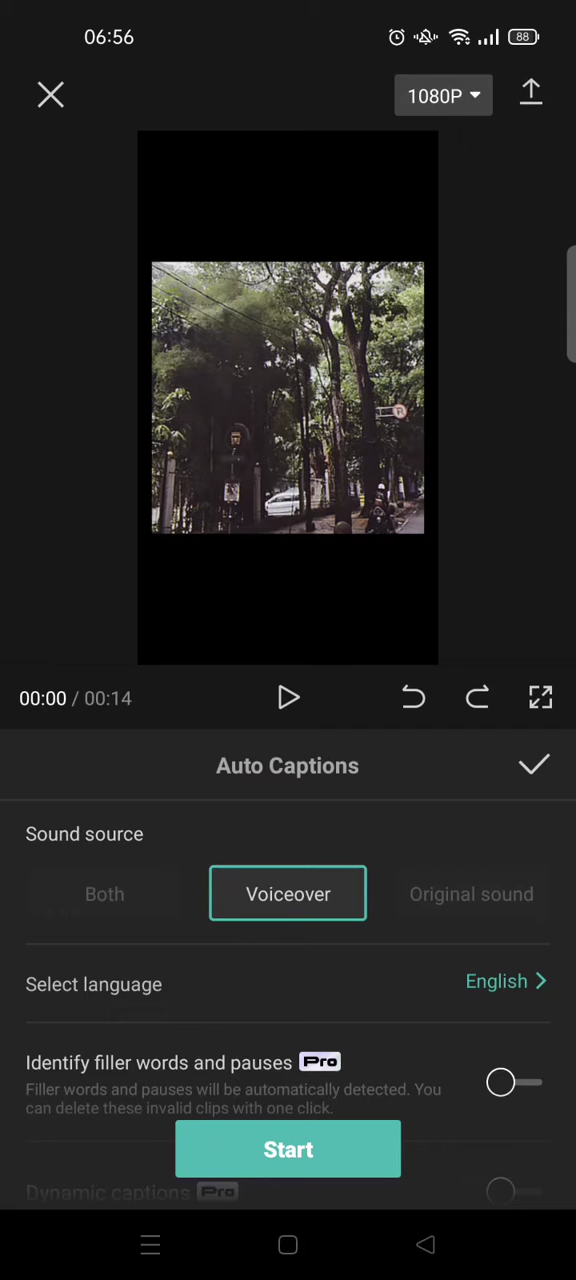 06:56
88
1080P
00:00 / 00:14
Auto Captions
Sound source
Both
Voiceover
Original sound
Select language
English
Identify filler words and pauses Pro
Filler words and pauses will be automatically detected. You
can delete these invalid clips with one click.
Start
Dynamic captions Pro